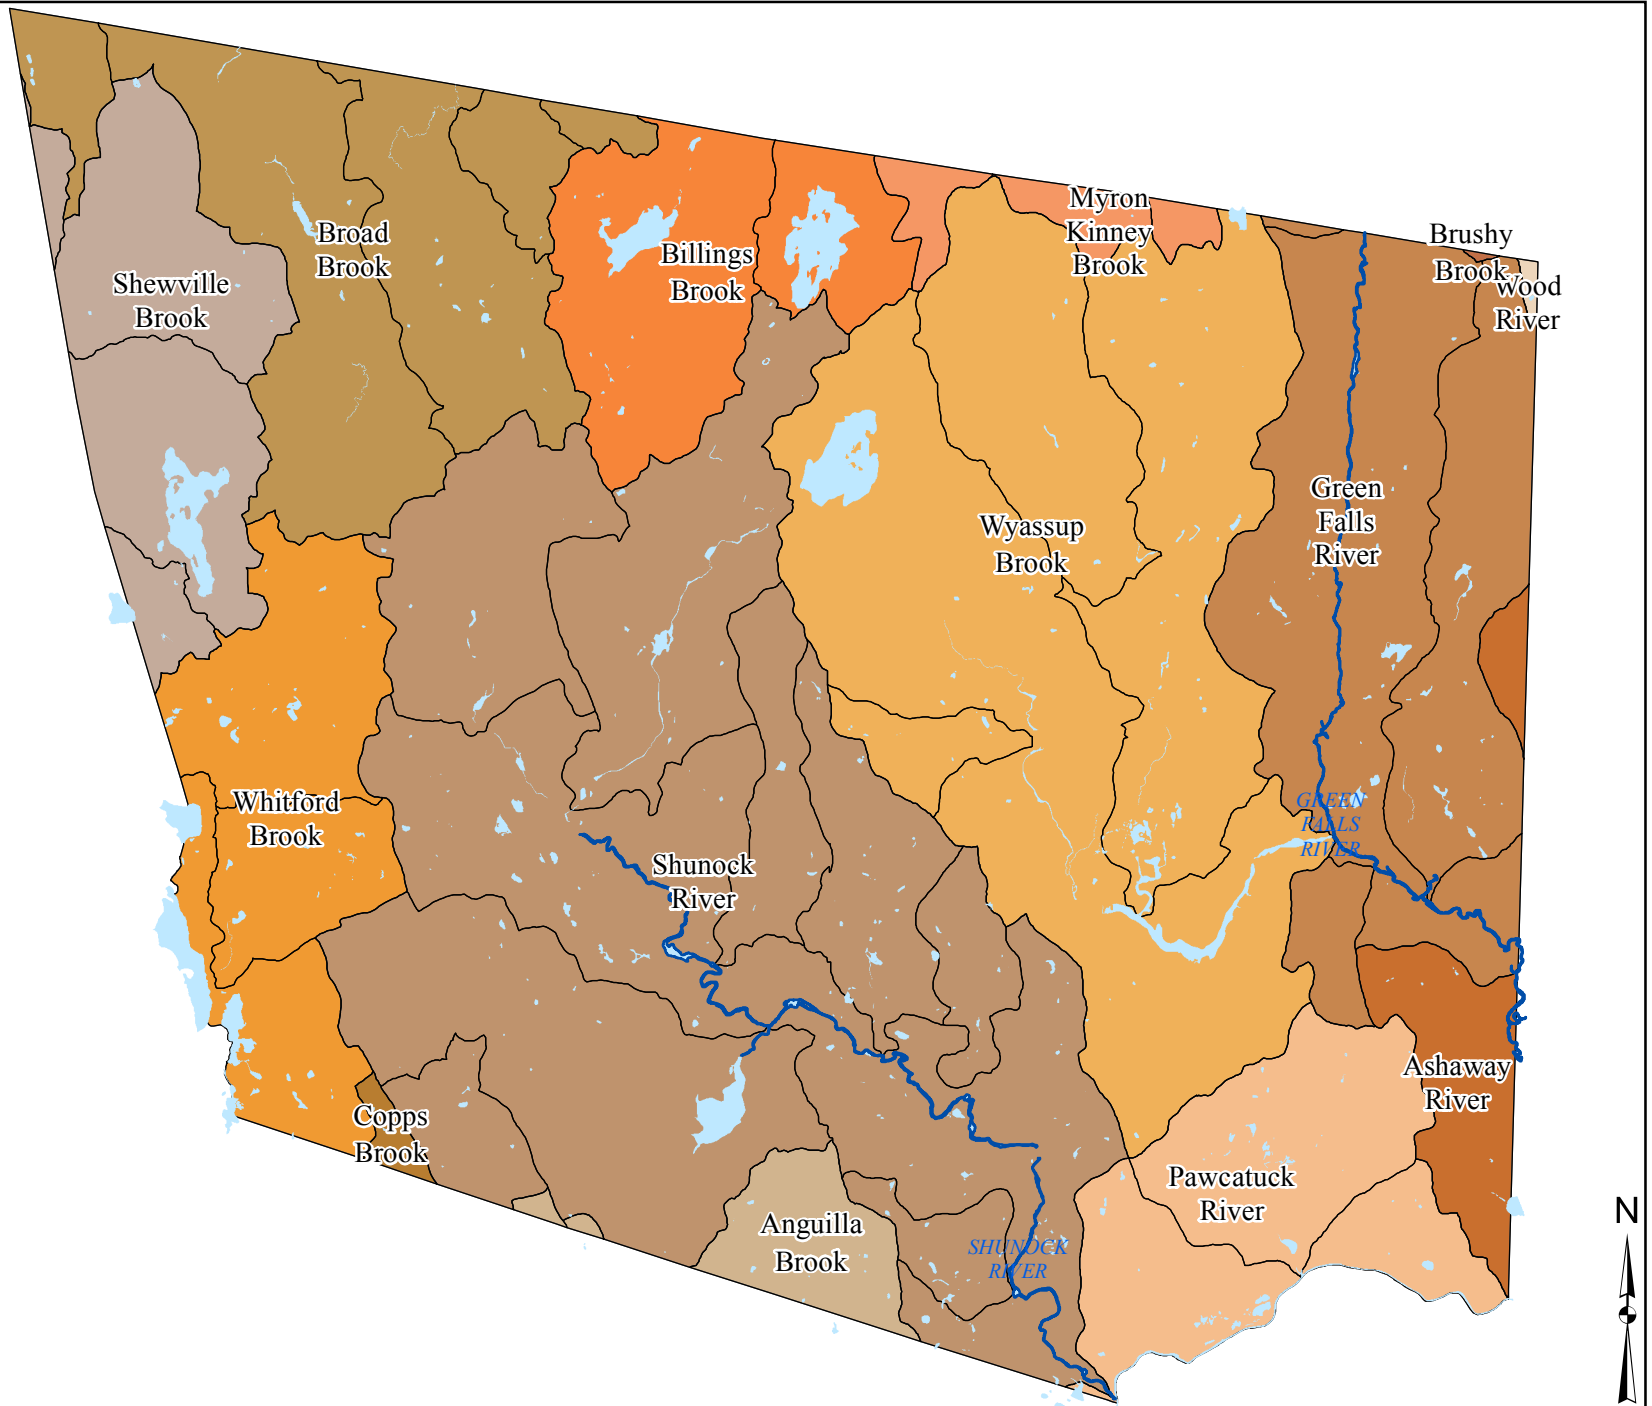 Myron
Kinney
Brook
Brushy
Brook
Wood
River
Broad
Brook
Billings
Brook
Shewville
Brook
Green
Falls
River
Wyassup
Brook
Whitford
Brook
GREEN
FALLS
RIVER
Shunock
River
Ashaway
River
Copps
Brook
Pawcatuck
River
Anguilla
Brook
SHUNOCK
RIVER
N